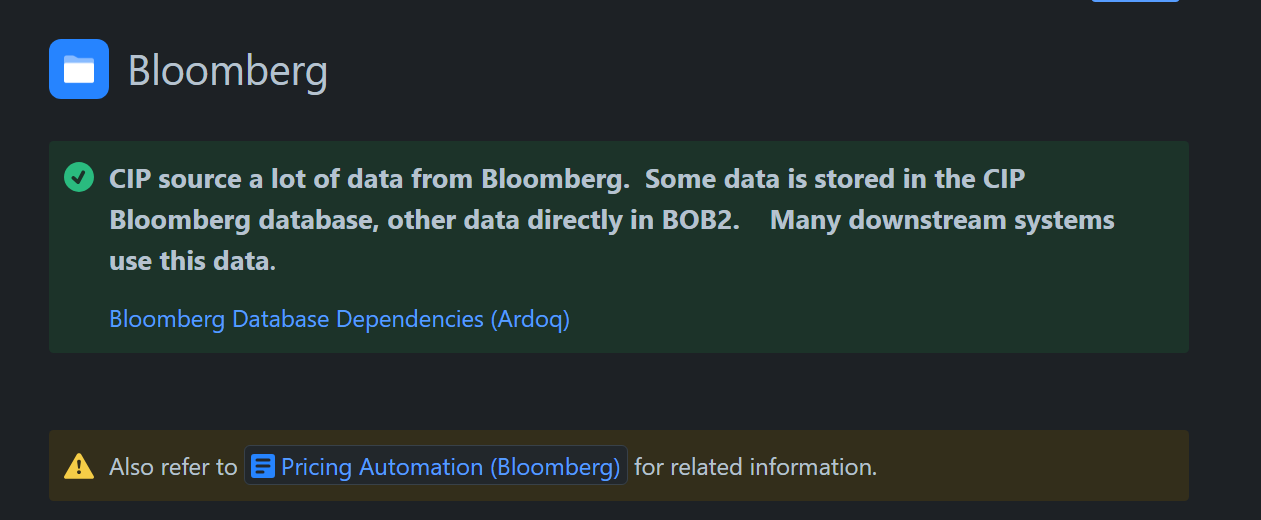 Bloomberg
CIP source a lot of data from Bloomberg.  Some data is stored in the CIP
Bloomberg database, other data directly in BOB2.    Many downstream systems
use this data.
Bloomberg Database Dependencies (Ardoq)
Also refer to Pricing Automation (Bloomberg) for related information.